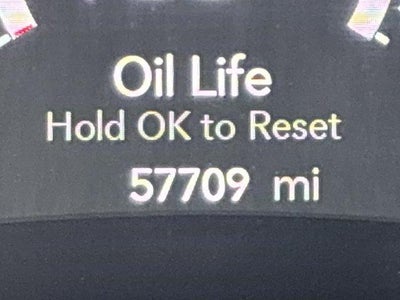 Oil Life
Hold OK to Reset
57709 mi